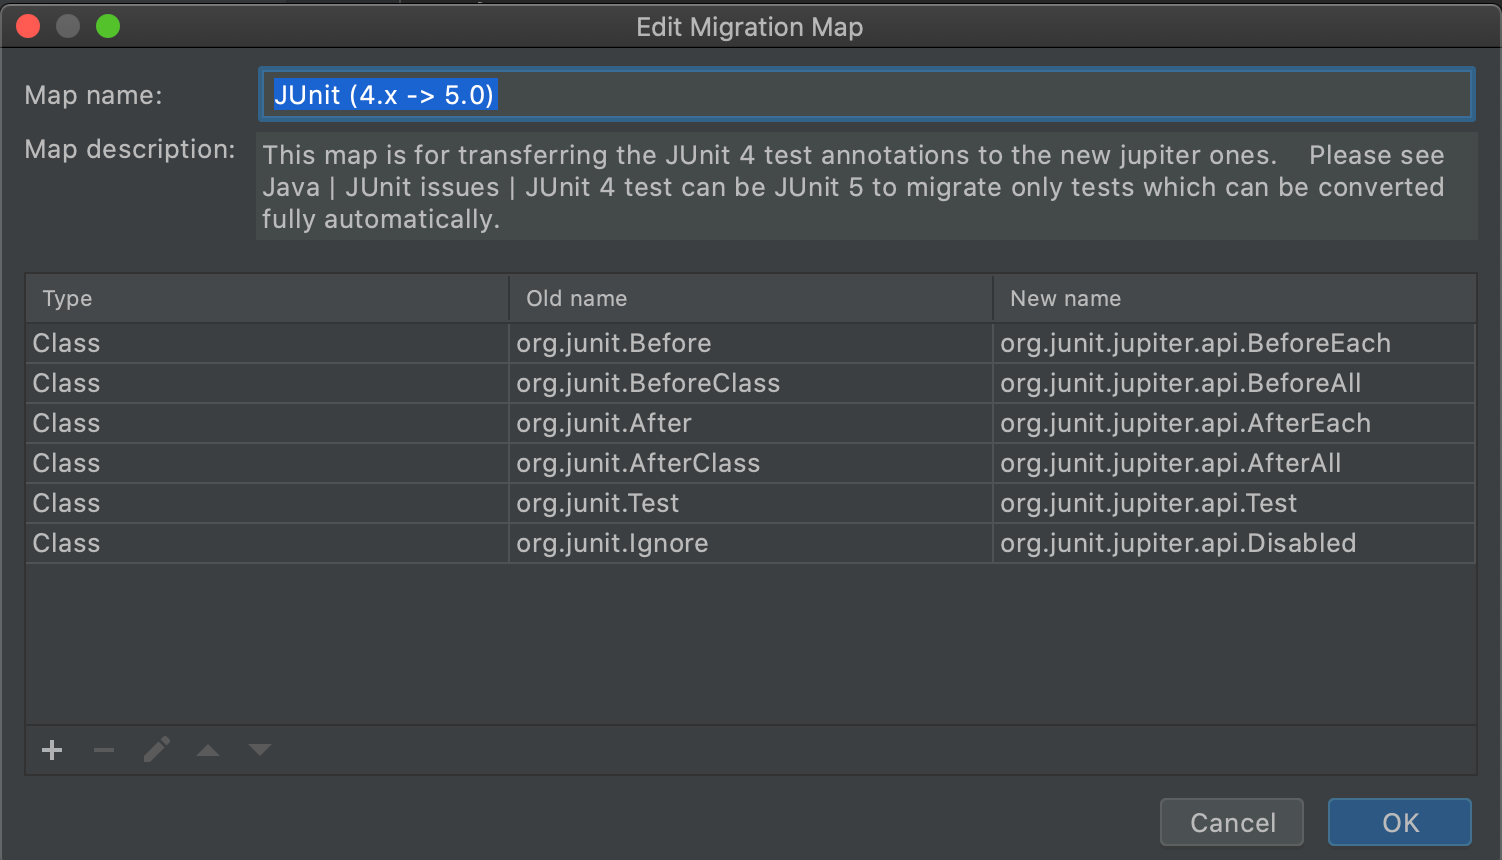 Edit Migration Map
Map name:
JUnit (4.x -> 5.0)
Map description:
This map is for transferring the JUnit 4 test annotations to the new jupiter ones.    Please see
Java | JUnit issues | JUnit 4 test can be JUnit 5 to migrate only tests which can be converted
fully automatically.
Type Old name New name
Class org.junit.Before org.junit.jupiter.api.BeforeEach
Class org.junit.BeforeClass org.junit.jupiter.api.BeforeAll
Class org.junit.After org.junit.jupiter.api.AfterEach
Class org.junit.AfterClass org.junit.jupiter.api.AfterAll
Class org.junit.Test org.junit.jupiter.api.Test
Class org.junit.Ignore org.junit.jupiter.api.Disabled
Cancel OK